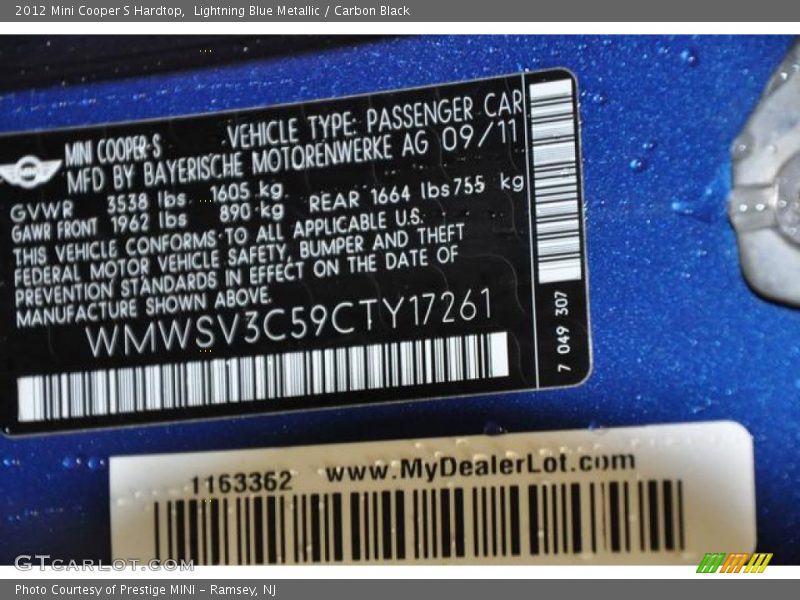 2012 Mini Cooper S Hardtop,  Lightning Blue Metallic / Carbon Black
MINI COOPER-S VEHICLE TYPE: PASSENGER CAR
MFD BY BAYERISCHE MOTORENWERKE AG 09/11
GVWR 3538 lbs 1605 kg
GAWR FRONT 1962 lbs 890 kg REAR 1664 lbs 755 kg
THIS VEHICLE CONFORMS TO ALL APPLICABLE U.S.
FEDERAL MOTOR VEHICLE SAFETY, BUMPER AND THEFT
PREVENTION STANDARDS IN EFFECT ON THE DATE OF
MANUFACTURE SHOWN ABOVE.
WMWSV3C59CTY17261
7 049 307
1163362 www.MyDealerLot.com
GTcarlot.com
Photo Courtesy of Prestige MINI - Ramsey, NJ